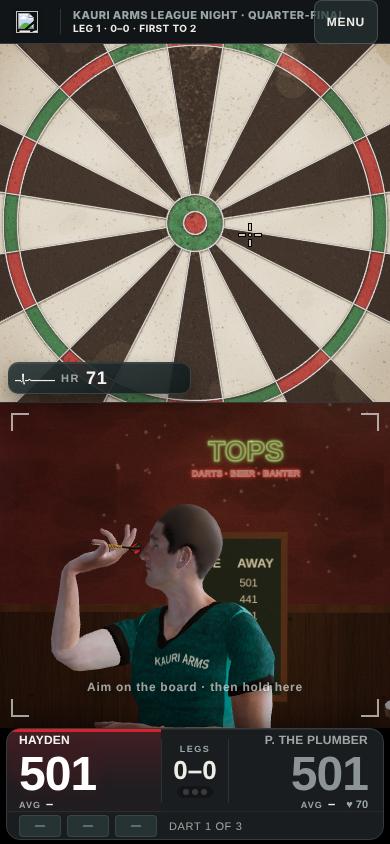 KAURI ARMS LEAGUE NIGHT · QUARTER-FINAL
LEG 1 · 0–0 · FIRST TO 2
MENU
HR 71
TOPS
DARTS • BEER • BANTER
E AWAY
501
441
KAURI ARMS
Aim on the board · then hold here
HAYDEN
501
AVG –
LEGS
0–0
P. THE PLUMBER
501
AVG – ♥ 70
– – – DART 1 OF 3